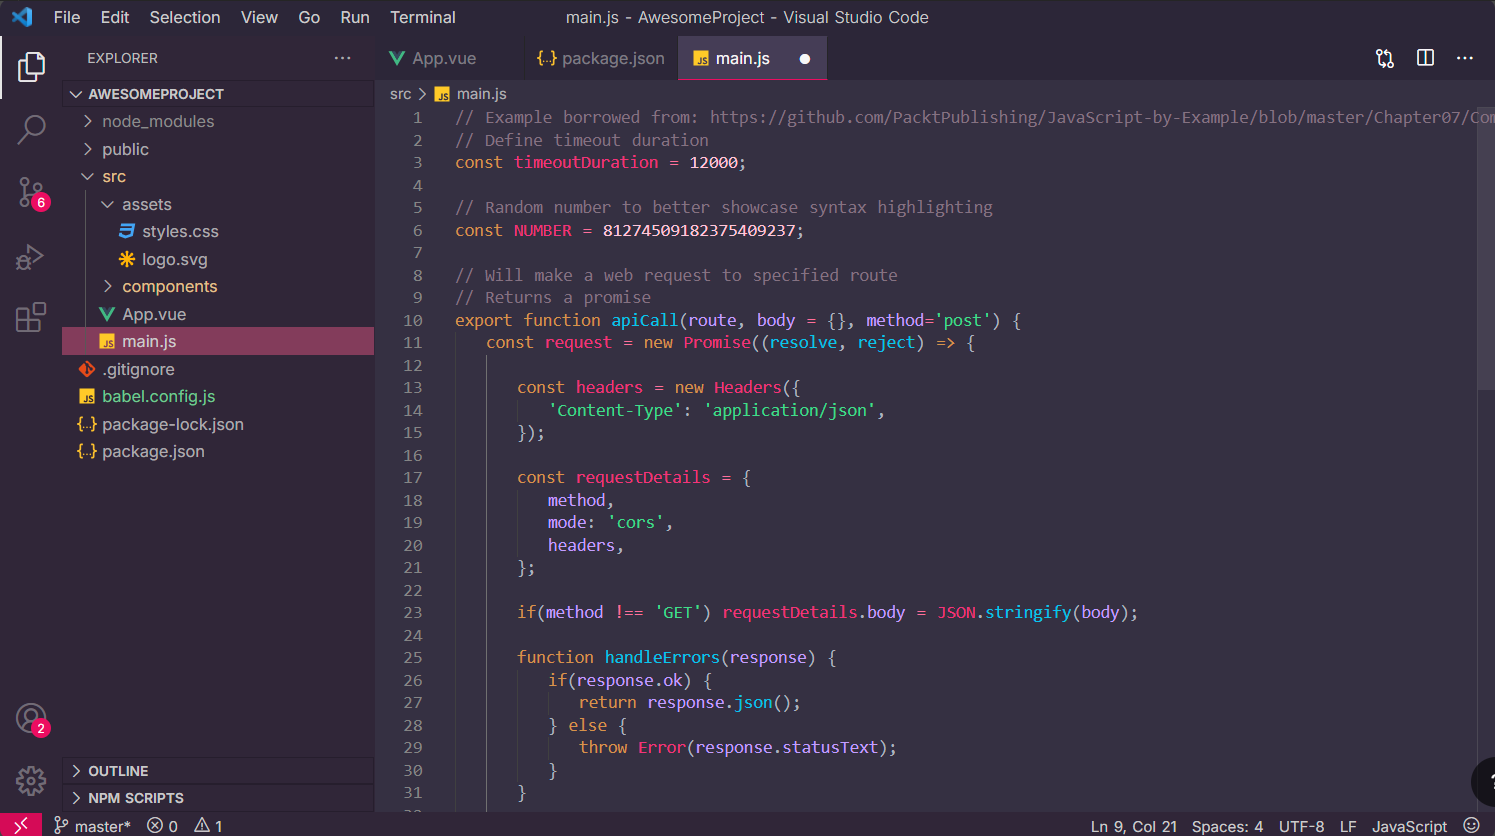 File Edit Selection View Go Run Terminal
main.js - AwesomeProject - Visual Studio Code
EXPLORER
AWESOMEPROJECT
node_modules
public
src
assets
styles.css
logo.svg
components
App.vue
main.js
.gitignore
babel.config.js
package-lock.json
package.json
OUTLINE
NPM SCRIPTS
6
2
App.vue
{..} package.json
JS main.js
src > JS main.js
1 // Example borrowed from: https://github.com/PacktPublishing/JavaScript-by-Example/blob/master/Chapter07/Com
2 // Define timeout duration
3 const timeoutDuration = 12000;
4
5 // Random number to better showcase syntax highlighting
6 const NUMBER = 81274509182375409237;
7
8 // Will make a web request to specified route
9 // Returns a promise
10 export function apiCall(route, body = {}, method='post') {
11 const request = new Promise((resolve, reject) => {
12
13 const headers = new Headers({
14 'Content-Type': 'application/json',
15 });
16
17 const requestDetails = {
18 method,
19 mode: 'cors',
20 headers,
21 };
22
23 if(method !== 'GET') requestDetails.body = JSON.stringify(body);
24
25 function handleErrors(response) {
26 if(response.ok) {
27 return response.json();
28 } else {
29 throw Error(response.statusText);
30 }
31 }
master* 0 1
Ln 9, Col 21 Spaces: 4 UTF-8 LF JavaScript